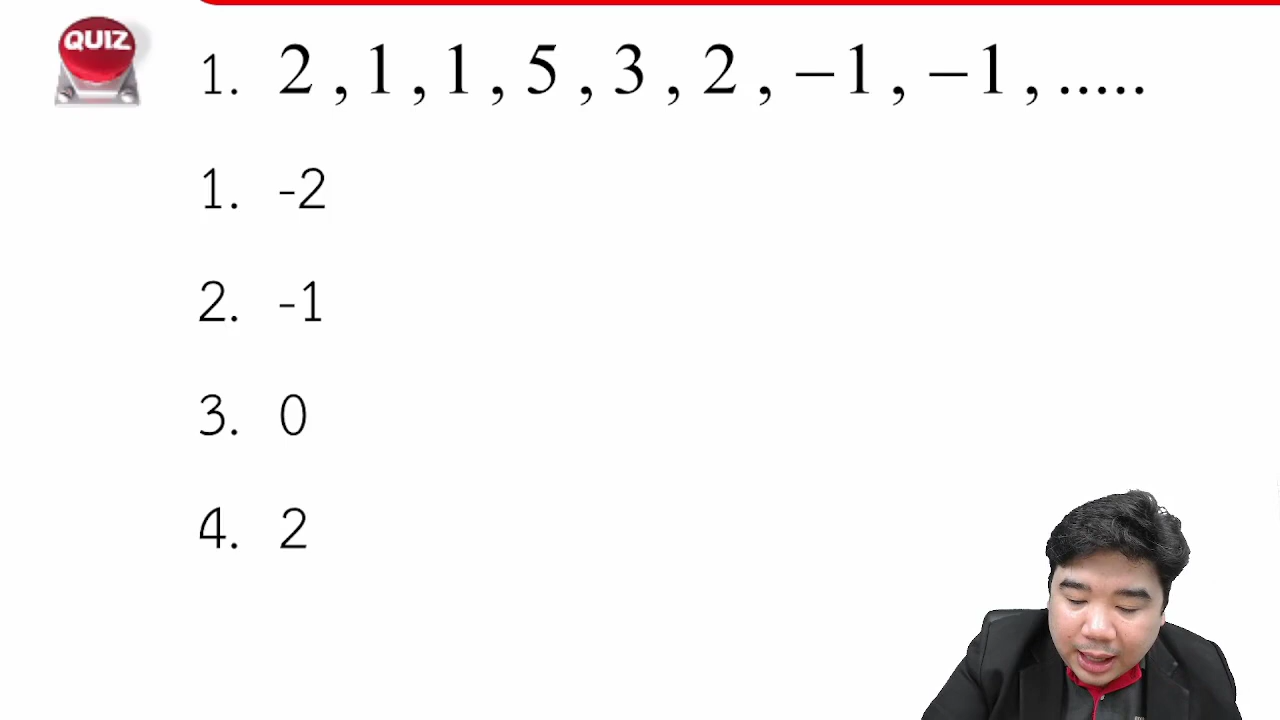 QUIZ
1. 2 , 1 , 1 , 5 , 3 , 2 , −1 , −1 , .....
1. -2
2. -1
3. 0
4. 2